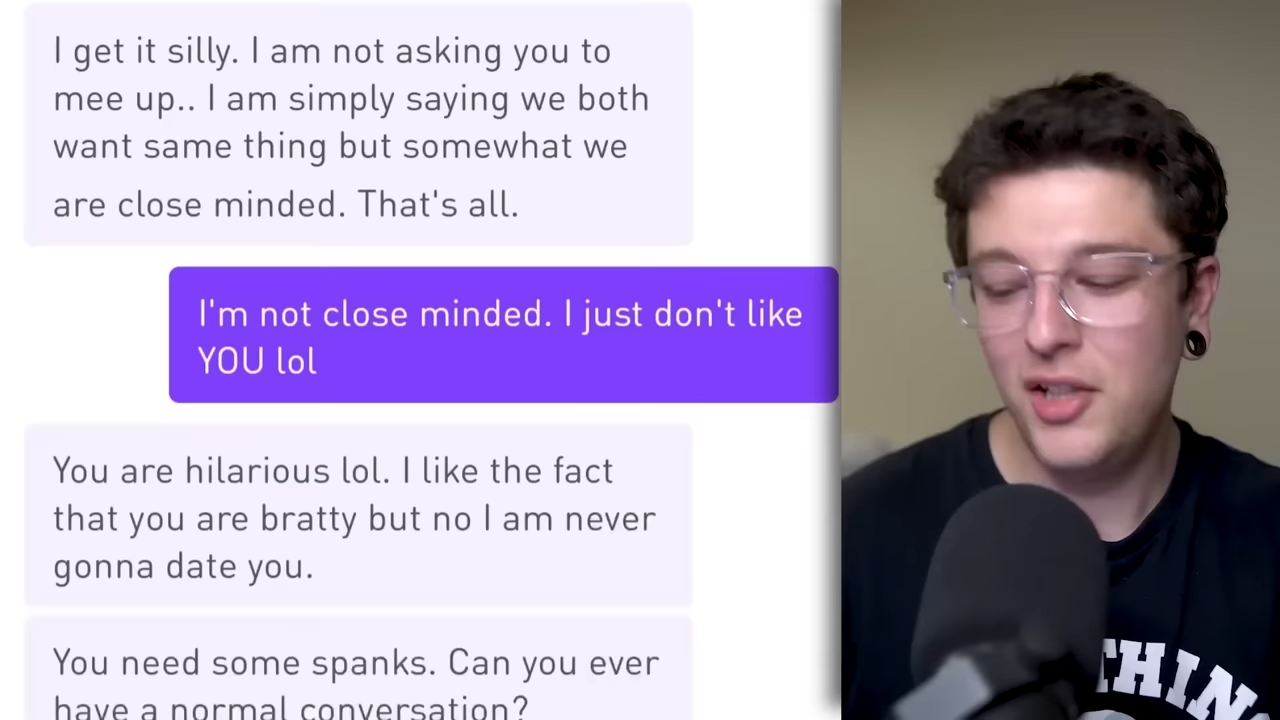 I get it silly. I am not asking you to
mee up.. I am simply saying we both
want same thing but somewhat we
are close minded. That's all.
I'm not close minded. I just don't like
YOU lol
You are hilarious lol. I like the fact
that you are bratty but no I am never
gonna date you.
You need some spanks. Can you ever
have a normal conversation?
THIN